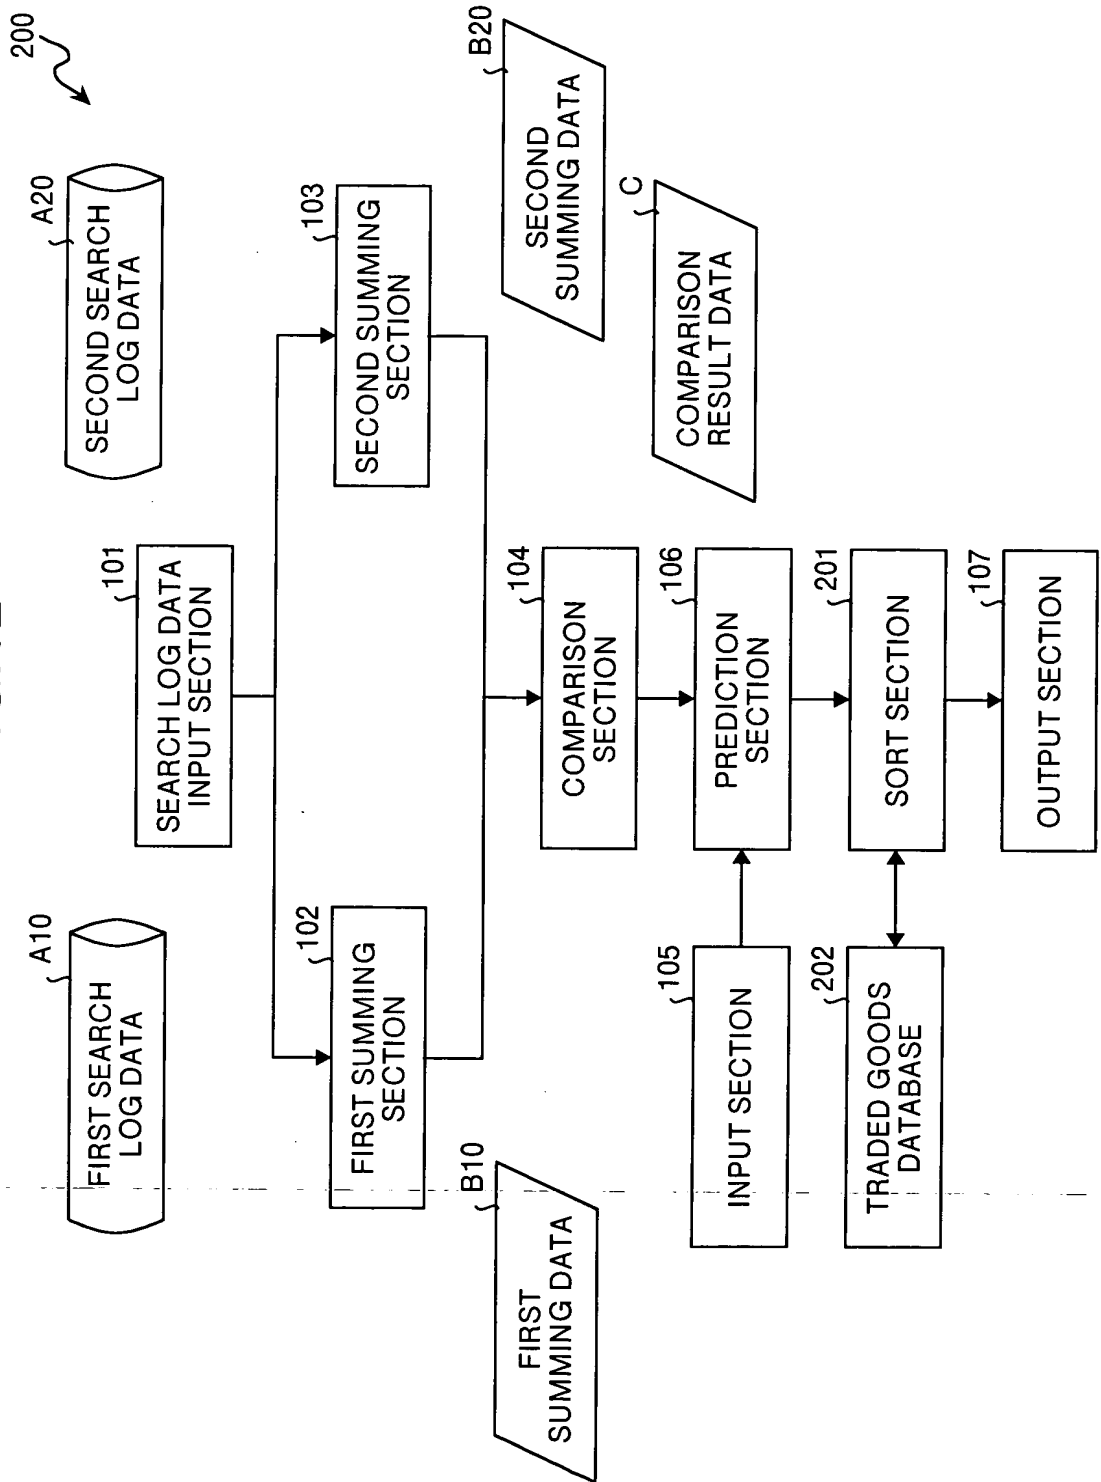 200
A10
FIRST SEARCH
LOG DATA
A20
SECOND SEARCH
LOG DATA
101
SEARCH LOG DATA
INPUT SECTION
102
FIRST SUMMING
SECTION
103
SECOND SUMMING
SECTION
B10
FIRST
SUMMING DATA
B20
SECOND
SUMMING DATA
104
COMPARISON
SECTION
C
COMPARISON
RESULT DATA
105
INPUT SECTION
106
PREDICTION
SECTION
202
TRADED GOODS
DATABASE
201
SORT SECTION
107
OUTPUT SECTION